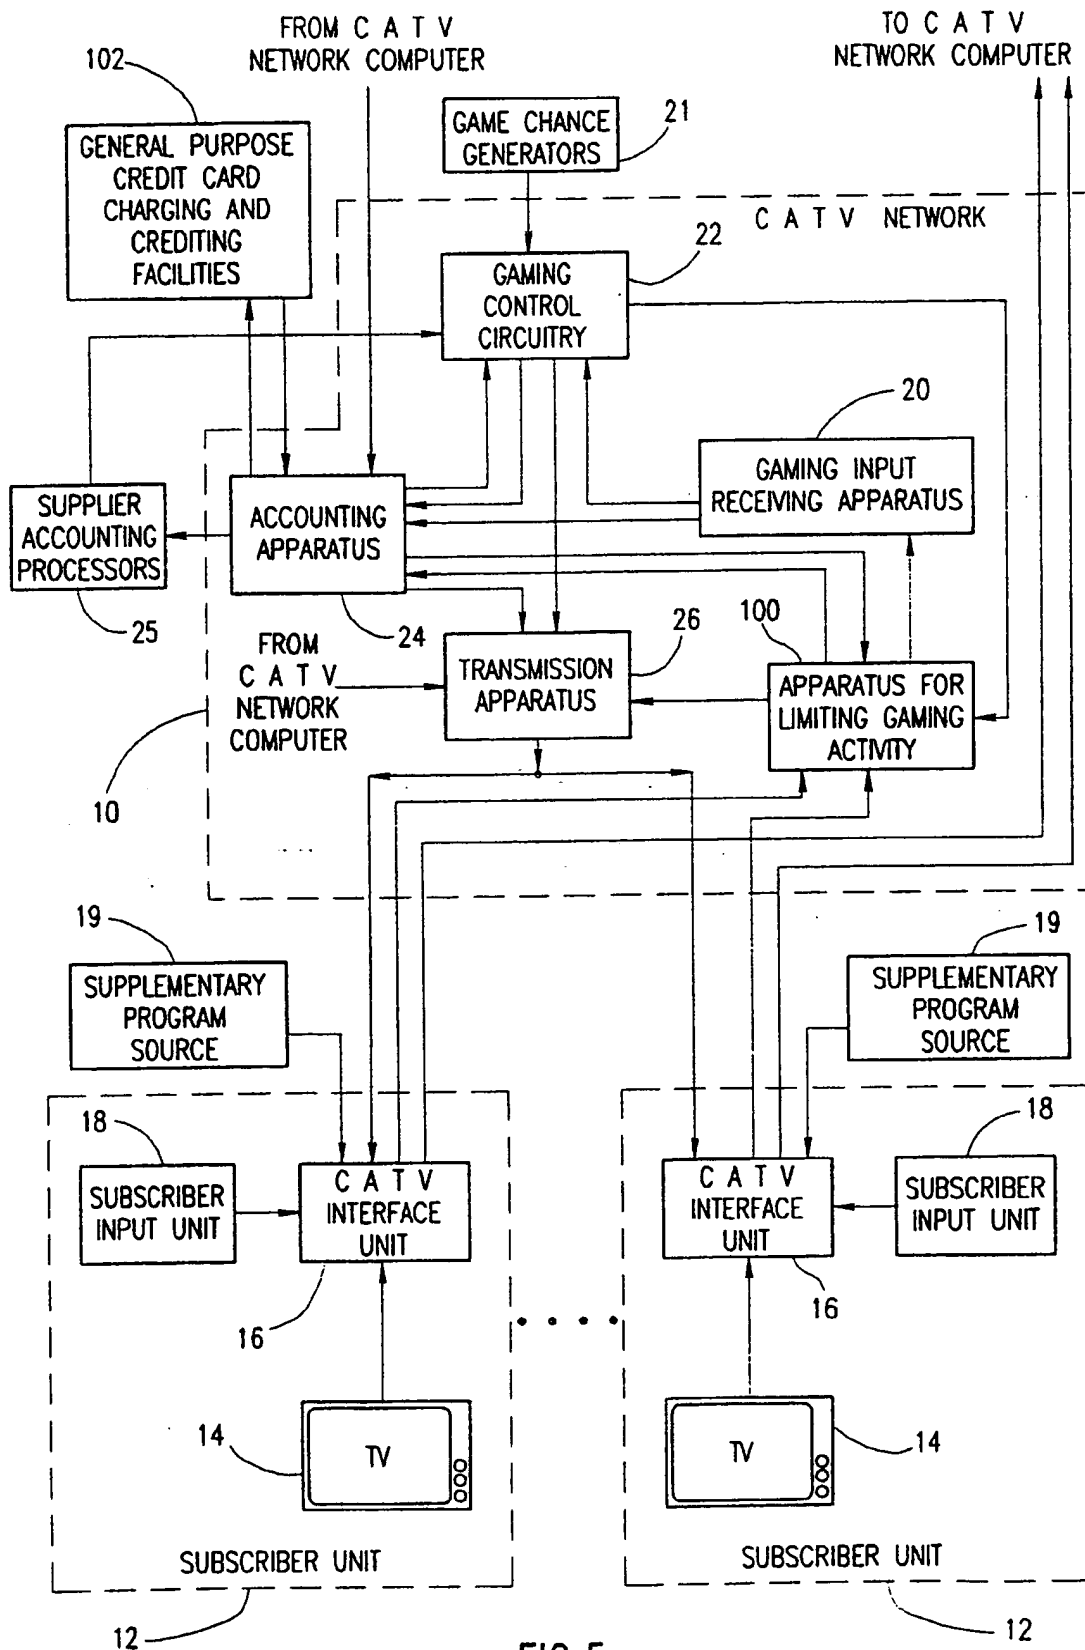 FROM C A T V
NETWORK COMPUTER
TO C A T V
NETWORK COMPUTER
102
GENERAL PURPOSE
CREDIT CARD
CHARGING AND
CREDITING
FACILITIES
GAME CHANCE
GENERATORS
21
C A T V NETWORK
22
GAMING
CONTROL
CIRCUITRY
20
GAMING INPUT
RECEIVING APPARATUS
SUPPLIER
ACCOUNTING
PROCESSORS
25
ACCOUNTING
APPARATUS
24
FROM
C A T V
NETWORK
COMPUTER
26
TRANSMISSION
APPARATUS
100
APPARATUS FOR
LIMITING GAMING
ACTIVITY
10
19
SUPPLEMENTARY
PROGRAM
SOURCE
19
SUPPLEMENTARY
PROGRAM
SOURCE
18
SUBSCRIBER
INPUT UNIT
C A T V
INTERFACE
UNIT
16
14
TV
SUBSCRIBER UNIT
12
18
C A T V
INTERFACE
UNIT
SUBSCRIBER
INPUT UNIT
16
TV
14
SUBSCRIBER UNIT
12